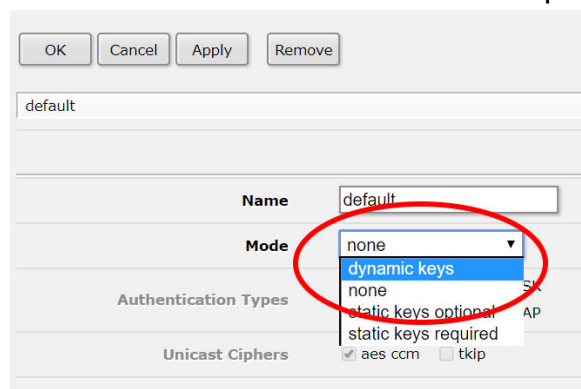 OK Cancel Apply Remove
default
Name default
Mode none
dynamic keys
none
Authentication Types
static keys optional AP
static keys required
Unicast Ciphers aes ccm tkip